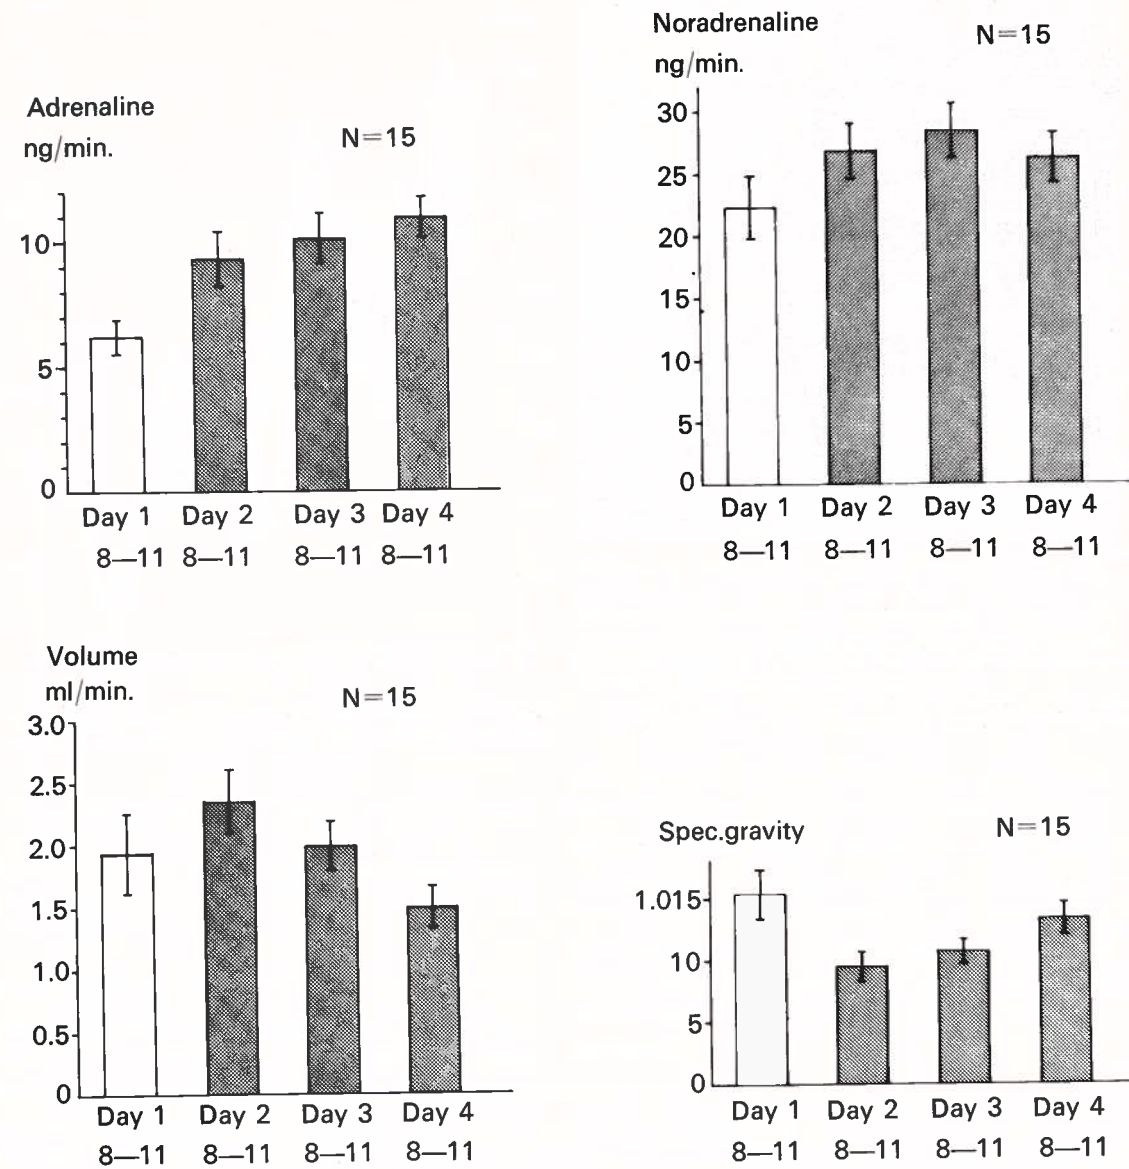 Adrenaline
ng/min.
N=15
10
5
0
Day 1 Day 2 Day 3 Day 4
8—11 8—11 8—11 8—11
Noradrenaline
ng/min.
N=15
30
25
20
15
10
5
0
Day 1 Day 2 Day 3 Day 4
8—11 8—11 8—11 8—11
Volume
ml/min.
N=15
3.0
2.5
2.0
1.5
1.0
0.5
0
Day 1 Day 2 Day 3 Day 4
8—11 8—11 8—11 8—11
Spec.gravity
N=15
1.015
10
5
0
Day 1 Day 2 Day 3 Day 4
8—11 8—11 8—11 8—11